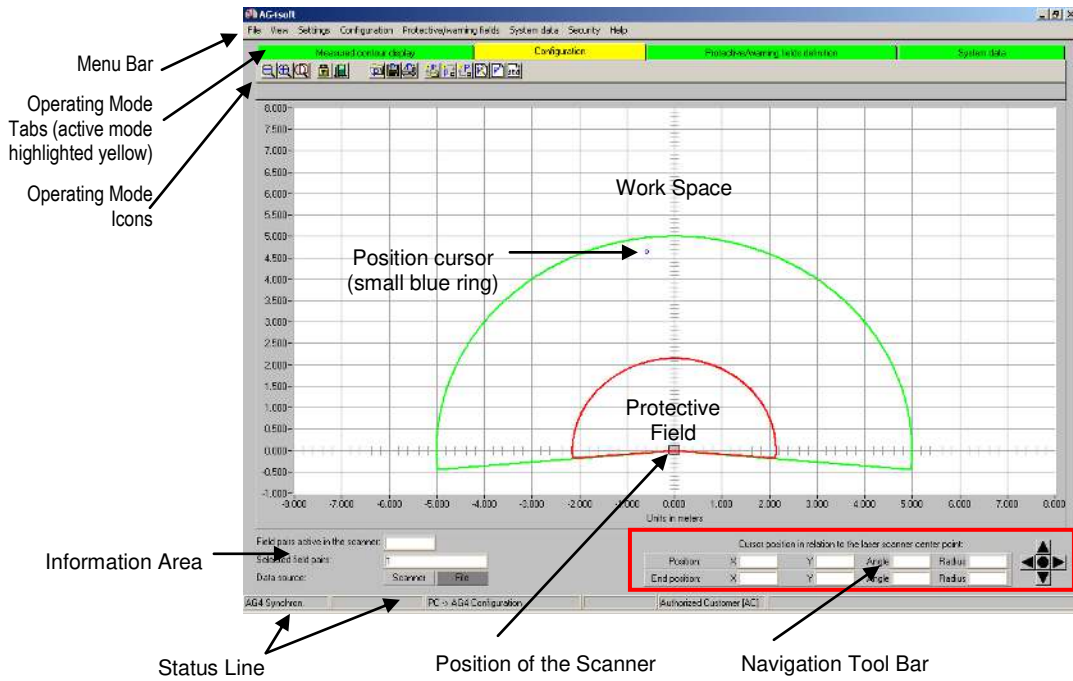 AG4soft
File View Settings Configuration Protective/warning fields System data Security Help
Measured contour display Configuration Protective/warning fields definition System data
Menu Bar
Operating Mode
Tabs (active mode
highlighted yellow)
Operating Mode
Icons
std
8.000
7.500
7.000
6.500
6.000
5.500
5.000
4.500
4.000
3.500
3.000
2.500
2.000
1.500
1.000
0.500
0.000
-1.000
Work Space
Position cursor
(small blue ring)
Protective
Field
-7.000 -6.000 -5.000 -4.000 -3.000 -2.000 -1.000 0.000 1.000 2.000 3.000 4.000 5.000 6.000 7.000 8.000
Units in meters
Information Area
Field pairs active in the scanner:
Selected field pairs: 1
Data source: Scanner File
Cursor position in relation to the laser scanner center point:
Position: X Y Angle Radius
End position: X Y Angle Radius
AG4 Synchron. PC -> AG4 Configuration Authorized Customer [AC]
Status Line
Position of the Scanner
Navigation Tool Bar